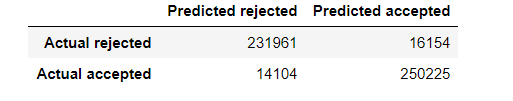 Predicted rejected Predicted accepted
Actual rejected 231961 16154
Actual accepted 14104 250225